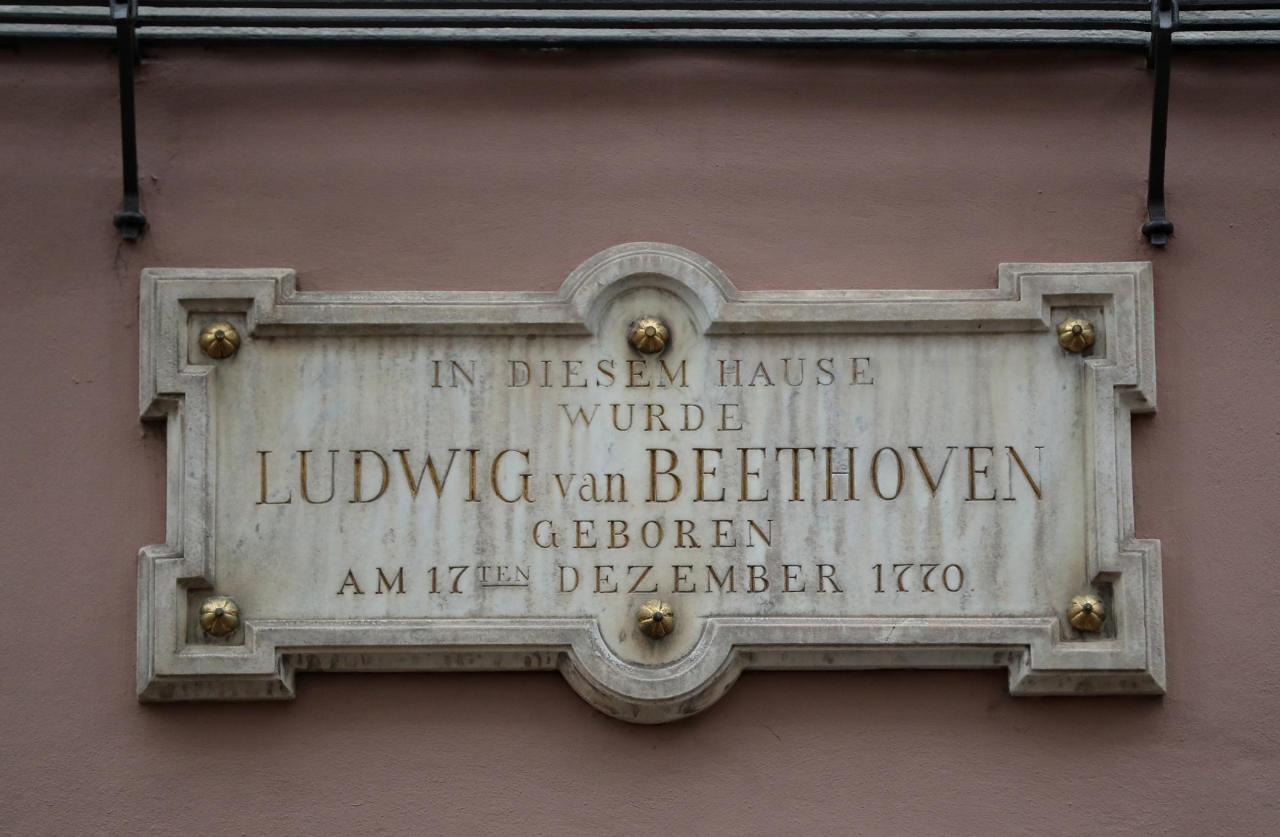 IN DIESEM HAUSE
WURDE
LUDWIG van BEETHOVEN
GEBOREN
AM 17TEN DEZEMBER 1770.